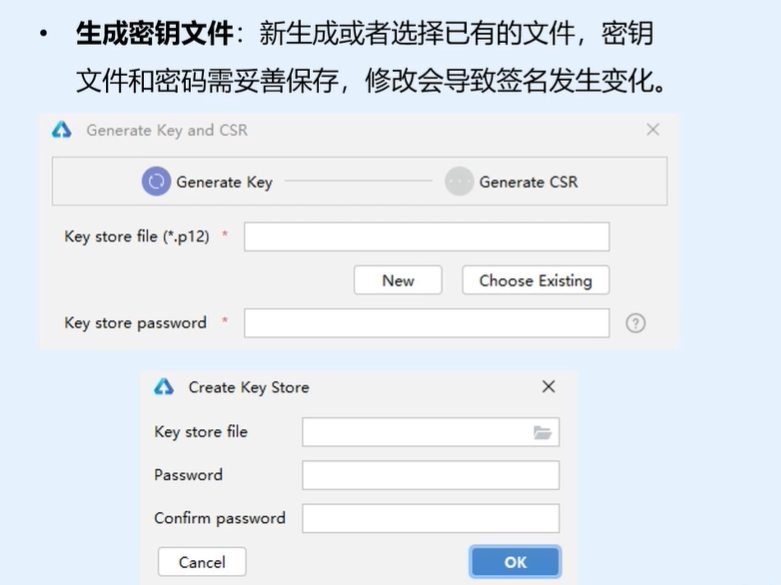 • 生成密钥文件：新生成或者选择已有的文件，密钥
文件和密码需妥善保存，修改会导致签名发生变化。
Generate Key and CSR
Generate Key
Generate CSR
Key store file (*.p12) *
New
Choose Existing
Key store password *
?
Create Key Store
Key store file
Password
Confirm password
Cancel
OK